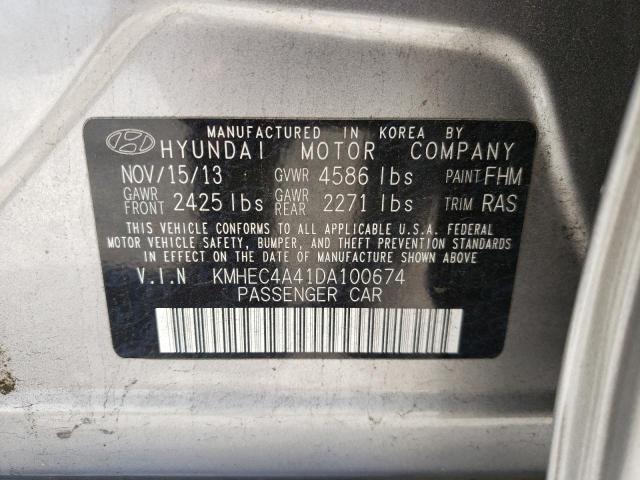 MANUFACTURED IN KOREA BY
HYUNDAI MOTOR COMPANY
NOV/15/13 GVWR 4586 lbs PAINT FHM
GAWR FRONT 2425 lbs GAWR REAR 2271 lbs TRIM RAS
THIS VEHICLE CONFORMS TO ALL APPLICABLE U.S.A. FEDERAL
MOTOR VEHICLE SAFETY, BUMPER, AND THEFT PREVENTION
STANDARDS IN EFFECT ON THE DATE OF MANUFACTURE SHOWN ABOVE.
V.I.N KMHEC4A41DA100674
PASSENGER CAR